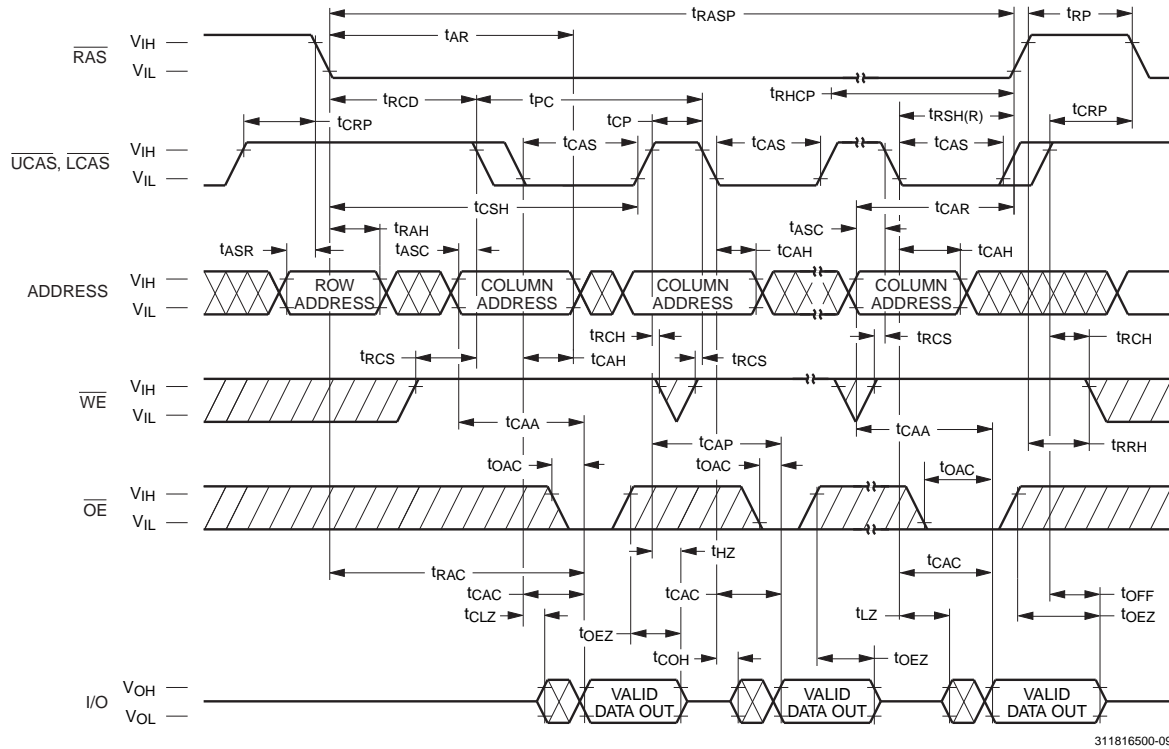 tRASP
tRP
tAR
RAS
VIH
VIL
tRCD
tPC
tRHCP
tCRP
tCP
tRSH(R)
tCRP
UCAS, LCAS
VIH
VIL
tCAS
tCAS
tCAS
tCSH
tCAR
tRAH
tASC
tASR
tASC
tCAH
tCAH
ADDRESS
VIH
VIL
ROW
ADDRESS
COLUMN
ADDRESS
COLUMN
ADDRESS
COLUMN
ADDRESS
tRCH
tRCS
tRCH
tRCS
tCAH
tRCS
WE
VIH
VIL
tCAA
tCAP
tCAA
tRRH
tOAC
tOAC
tOAC
OE
VIH
VIL
tHZ
tRAC
tCAC
tCAC
tCAC
tOFF
tCLZ
tLZ
tOEZ
tOEZ
tCOH
tOEZ
I/O
VOH
VOL
VALID
DATA OUT
VALID
DATA OUT
VALID
DATA OUT
311816500-09